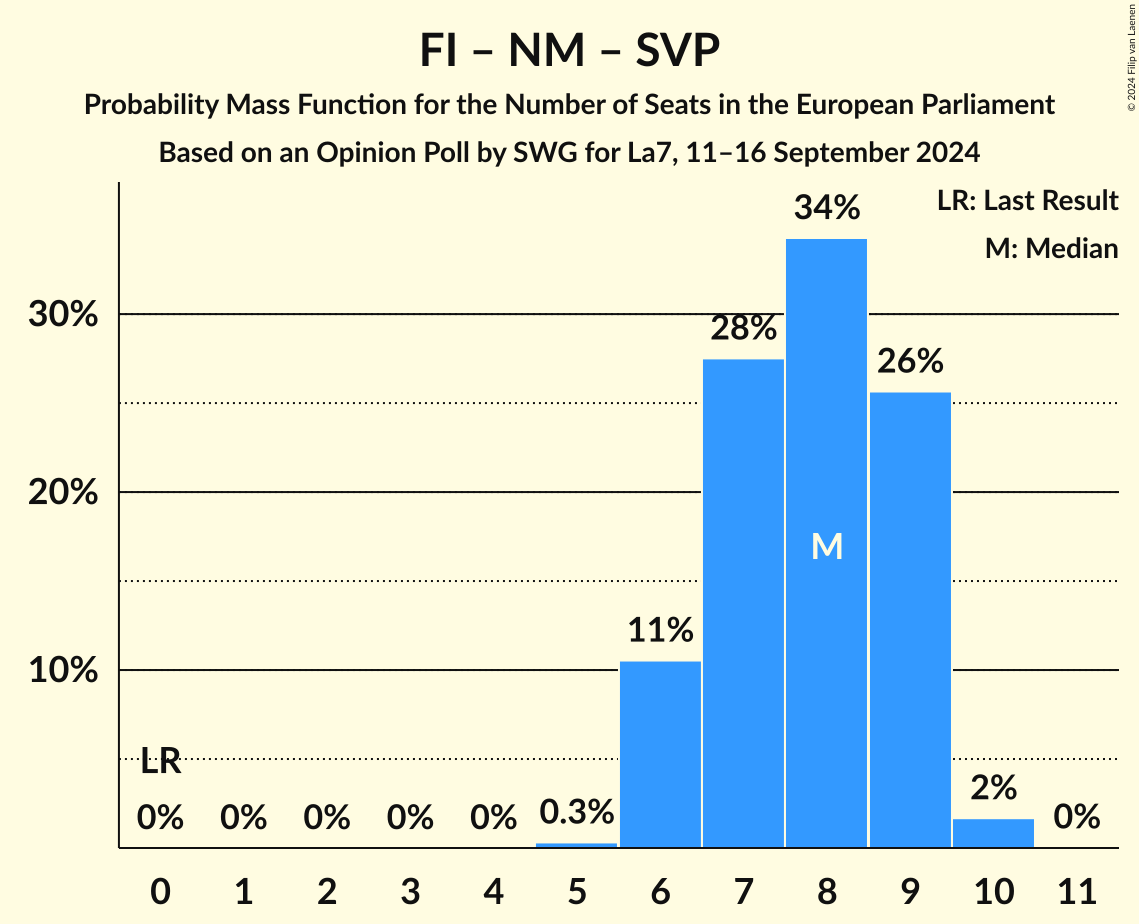 FI – NM – SVP
Probability Mass Function for the Number of Seats in the European Parliament
Based on an Opinion Poll by SWG for La7, 11–16 September 2024
© 2024 Filip van Laenen
LR: Last Result
M: Median
34%
30%
28%
26%
20%
M
11%
10%
LR
0%
0%
0%
0%
0%
0.3%
2%
0%
0 1 2 3 4 5 6 7 8 9 10 11